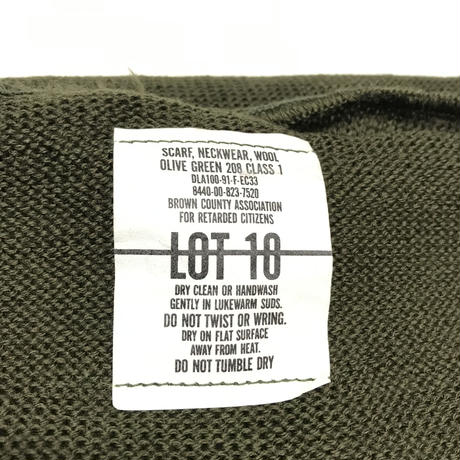 SCARF, NECKWEAR, WOOL
OLIVE GREEN 208 CLASS 1
DLA100-91-F-EC33
8440-00-823-7520
BROWN COUNTY ASSOCIATION
FOR RETARDED CITIZENS
LOT 10
DRY CLEAN OR HANDWASH
GENTLY IN LUKEWARM SUDS.
DO NOT TWIST OR WRING.
DRY ON FLAT SURFACE
AWAY FROM HEAT.
DO NOT TUMBLE DRY